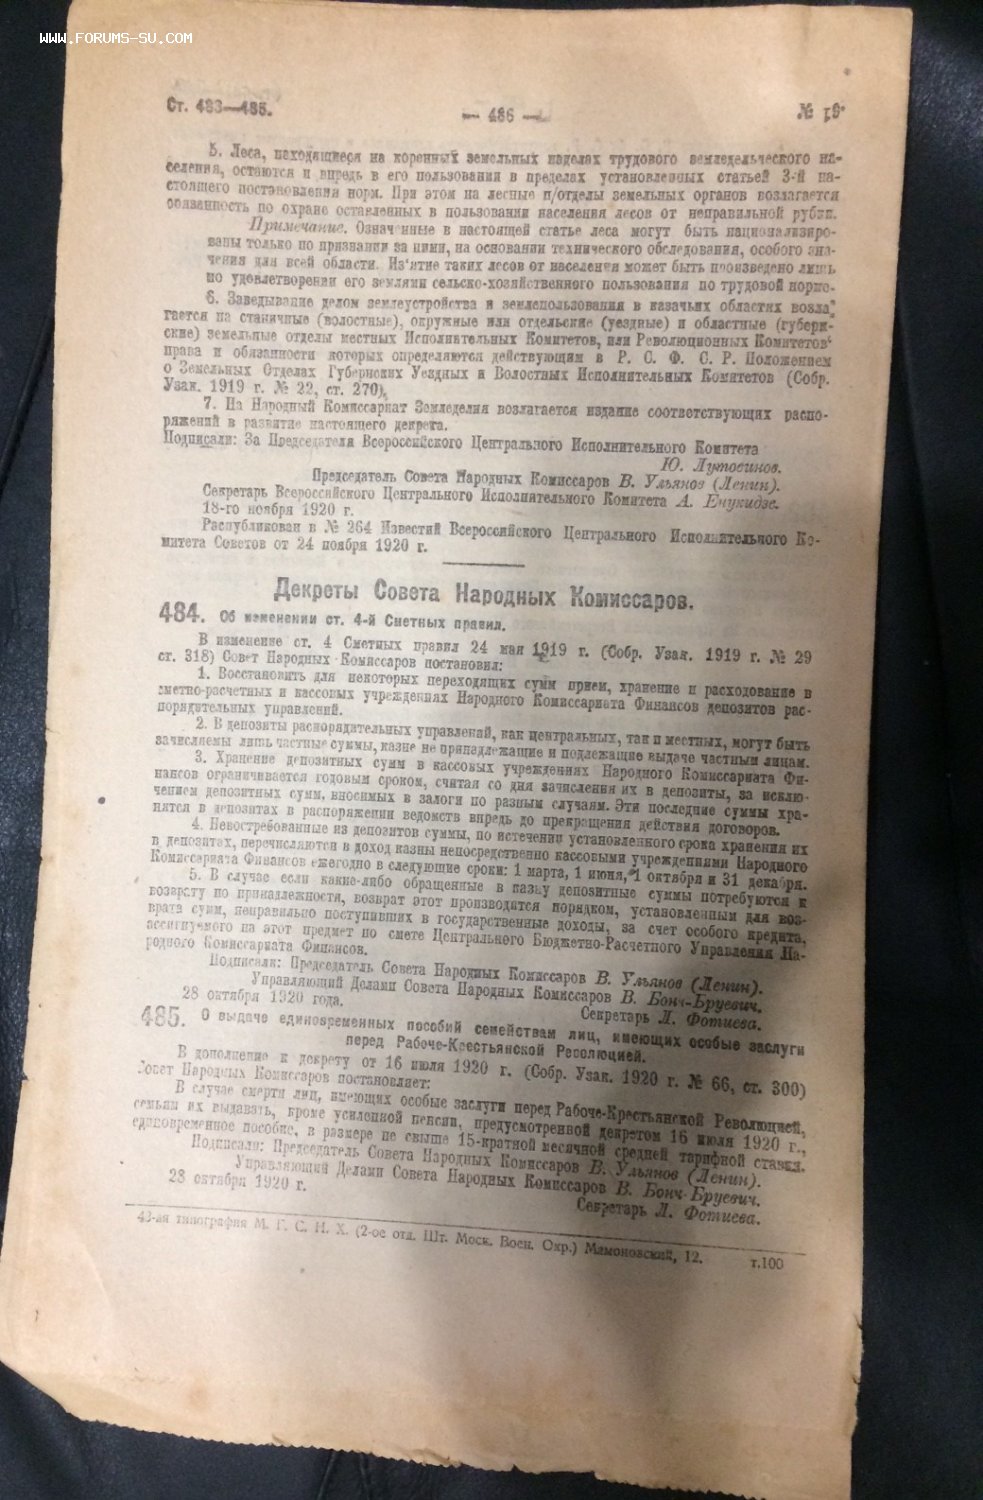 WWW.FORUMS-SU.COM
Ст. 483—485.
— 486 —
№
5. Леса, находящиеся на коренных земельных наделах трудового земледельческого на-
селения, остаются и впредь в его пользовании в пределах установленных статьей 3-й на-
стоящего постановления норм. При этом на лесные п/отделы земельных органов возлагается
обязанность по охране оставленных в пользовании населения лесов от неправильной рубки.
Примечание. Означенные в настоящей статье леса могут быть национализиро-
ваны только по признании за ними, на основании технического обследования, особого зна-
чения для всей области. Из'ятие таких лесов от населения может быть произведено лишь
по удовлетворении его землями сельско-хозяйственного пользования по трудовой норме.
6. Заведывание делом землеустройства и землепользования в казачьих областях возла-
гается на станичные (волостные), окружные или отдельские (уездные) и областные (губерн-
ские) земельные отделы местных Исполнительных Комитетов, или Революционных Комитетов
права и обязанности которых определяются действующим в Р. С. Ф. С. Р. Положением
о Земельных Отделах Губернских Уездных и Волостных Исполнительных Комитетов (Собр.
Узак. 1919 г. № 22, ст. 270).
7. На Народный Комиссариат Земледелия возлагается издание соответствующих распо-
ряжений в развитие настоящего декрета.
Подписали: За Председателя Всероссийского Центрального Исполнительного Комитета
Ю. Лутовинов.
Председатель Совета Народных Комиссаров В. Ульянов (Ленин).
Секретарь Всероссийского Центрального Исполнительного Комитета А. Енукидзе.
18-го ноября 1920 г.
Распубликован в № 264 Известий Всероссийского Центрального Исполнительного Ко-
митета Советов от 24 ноября 1920 г.
Декреты Совета Народных Комиссаров.
484. Об изменении ст. 4-й Сметных правил.
В изменение ст. 4 Сметных правил 24 мая 1919 г. (Собр. Узак. 1919 г. № 29
ст. 318) Совет Народных Комиссаров постановил:
1. Восстановить для некоторых переходящих сумм прием, хранение и расходование в
сметно-расчетных и кассовых учреждениях Народного Комиссариата Финансов депозитов рас-
порядительных управлений.
2. В депозиты распорядительных управлений, как центральных, так и местных, могут быть
зачисляемы лишь частные суммы, казне не принадлежащие и подлежащие выдаче частным лицам.
3. Хранение депозитных сумм в кассовых учреждениях Народного Комиссариата Фи-
нансов ограничивается годовым сроком, считая со дня зачисления их в депозиты, за исклю-
чением депозитных сумм, вносимых в залоги по разным случаям. Эти последние суммы хра-
нятся в депозитах в распоряжении ведомств впредь до прекращения действия договоров.
4. Невостребованные из депозитов суммы, по истечении установленного срока хранения их
в депозитах, перечисляются в доход казны непосредственно кассовыми учреждениями Народного
Комиссариата Финансов ежегодно в следующие сроки: 1 марта, 1 июня, 1 октября и 31 декабря.
5. В случае если какие-либо обращенные в казну депозитные суммы потребуются к
возврату по принадлежности, возврат этот производится порядком, установленным для воз-
врата сумм, неправильно поступивших в государственные доходы, за счет особого кредита,
ассигнуемого на этот предмет по смете Центрального Бюджетно-Расчетного Управления На-
родного Комиссариата Финансов.
Подписали: Председатель Совета Народных Комиссаров В. Ульянов (Ленин).
Управляющий Делами Совета Народных Комиссаров В. Бонч-Бруевич.
Секретарь Л. Фотиева.
28 октября 1920 года.
485. О выдаче единовременных пособий семействам лиц, имеющих особые заслуги
перед Рабоче-Крестьянской Революцией.
В дополнение к декрету от 16 июля 1920 г. (Собр. Узак. 1920 г. № 66, ст. 300)
Совет Народных Комиссаров постановляет:
В случае смерти лиц, имеющих особые заслуги перед Рабоче-Крестьянской Революцией,
семьям их выдавать, кроме усиленной пенсии, предусмотренной декретом 16 июля 1920 г.,
единовременное пособие, в размере не свыше 15-кратной месячной средней тарифной ставки.
Подписали: Председатель Совета Народных Комиссаров В. Ульянов (Ленин).
Управляющий Делами Совета Народных Комиссаров В. Бонч-Бруевич.
Секретарь Л. Фотиева.
28 октября 1920 г.
43-ая типография М. Г. С. Н. Х. (2-ое отд. Шт. Моск. Воен. Окр.) Мамоновский, 12. т.100